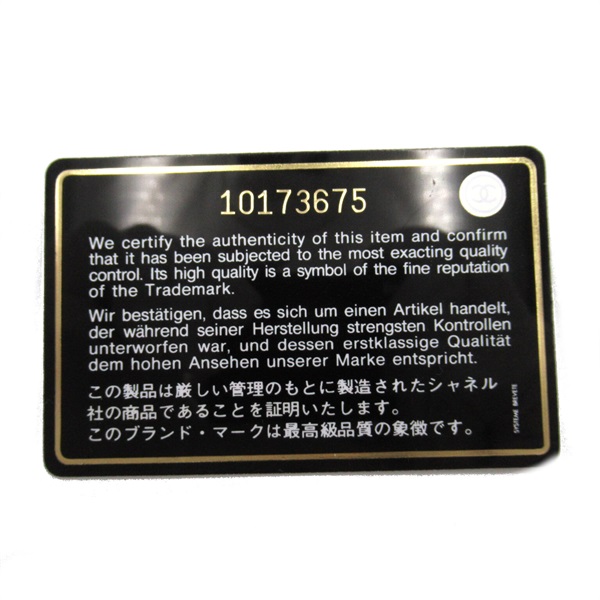 10173675
We certify the authenticity of this item and confirm
that it has been subjected to the most exacting quality
control. Its high quality is a symbol of the fine reputation
of the Trademark.
Wir bestätigen, dass es sich um einen Artikel handelt,
der während seiner Herstellung strengsten Kontrollen
unterworfen war, und dessen erstklassige Qualität
dem hohen Ansehen unserer Marke entspricht.
この製品は厳しい管理のもとに製造されたシャネル
社の商品であることを証明いたします。
このブランド・マークは最高級品質の象徴です。
SYSTEME BREVETE